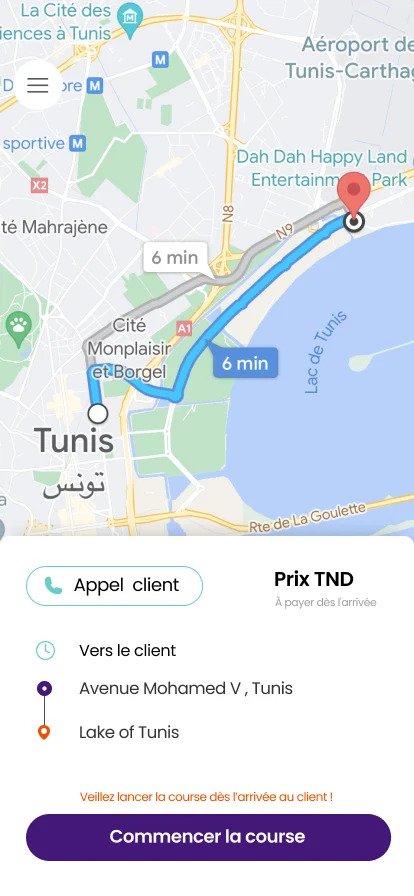 La Cité des
iences à Tunis
M
Aéroport de
Tunis-Carthag
M
sportive M
Dah Dah Happy Land
Entertainm Park
X2
N8
té Mahrajène
N9
6 min
Cité
Monplaisir
et Borgel
A1
6 min
Lac de Tunis
Tunis
تونس
Rte de La Goulette
Appel client
Prix TND
À payer dès l'arrivée
Vers le client
Avenue Mohamed V , Tunis
Lake of Tunis
Veillez lancer la course dès l'arrivée au client !
Commencer la course